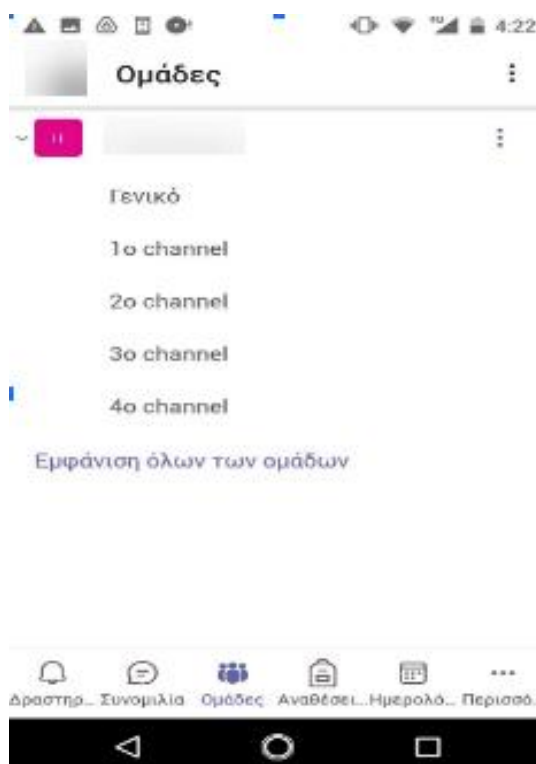 4:22
Ομάδες
Γενικό
1ο channel
2ο channel
3ο channel
4ο channel
Εμφάνιση όλων των ομάδων
Δραστηρ... Συνομιλία Ομάδες Αναθέσει... Ημερολό... Περισσό.